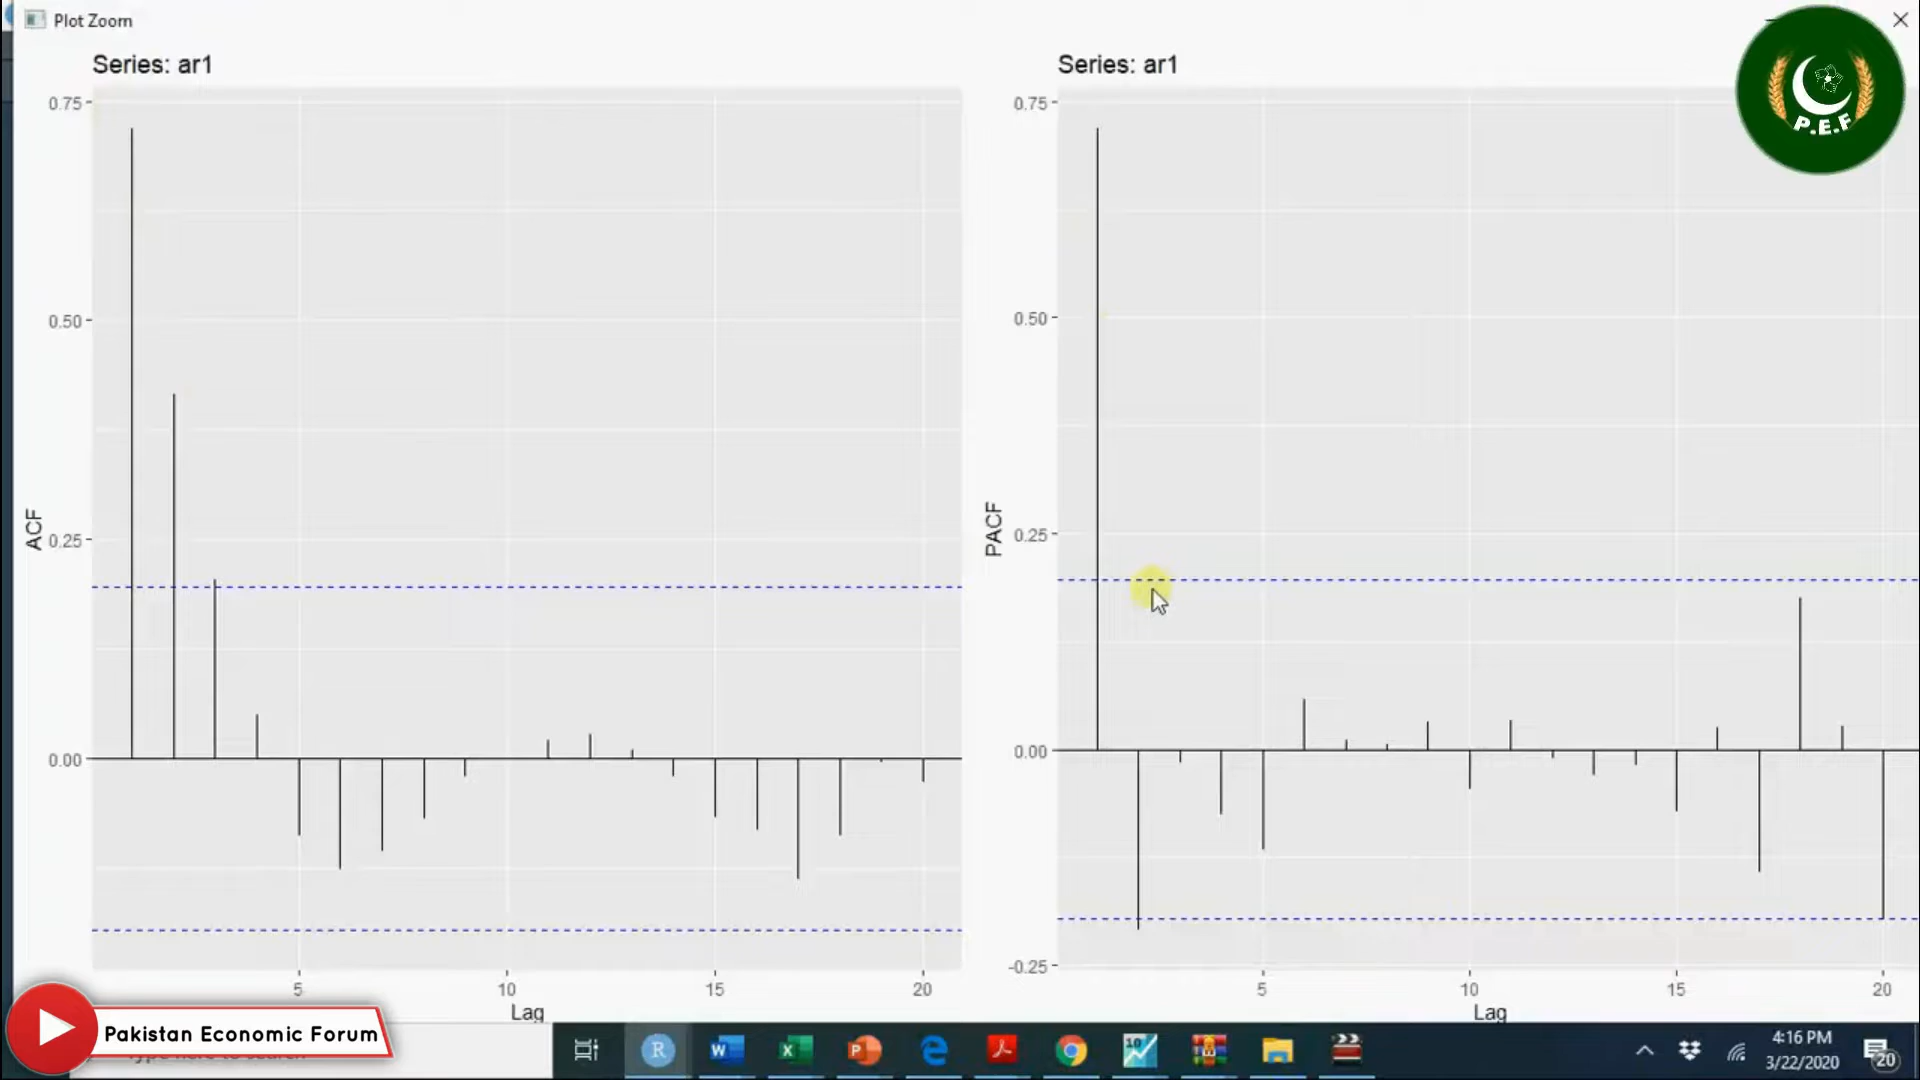 Plot Zoom
Series: ar1
Series: ar1
P.E.F
0.75
0.50
0.25
0.00
ACF
5
10
15
20
Lag
0.75
0.50
0.25
0.00
-0.25
PACF
5
10
15
20
Lag
Pakistan Economic Forum
4:16 PM
3/22/2020
20